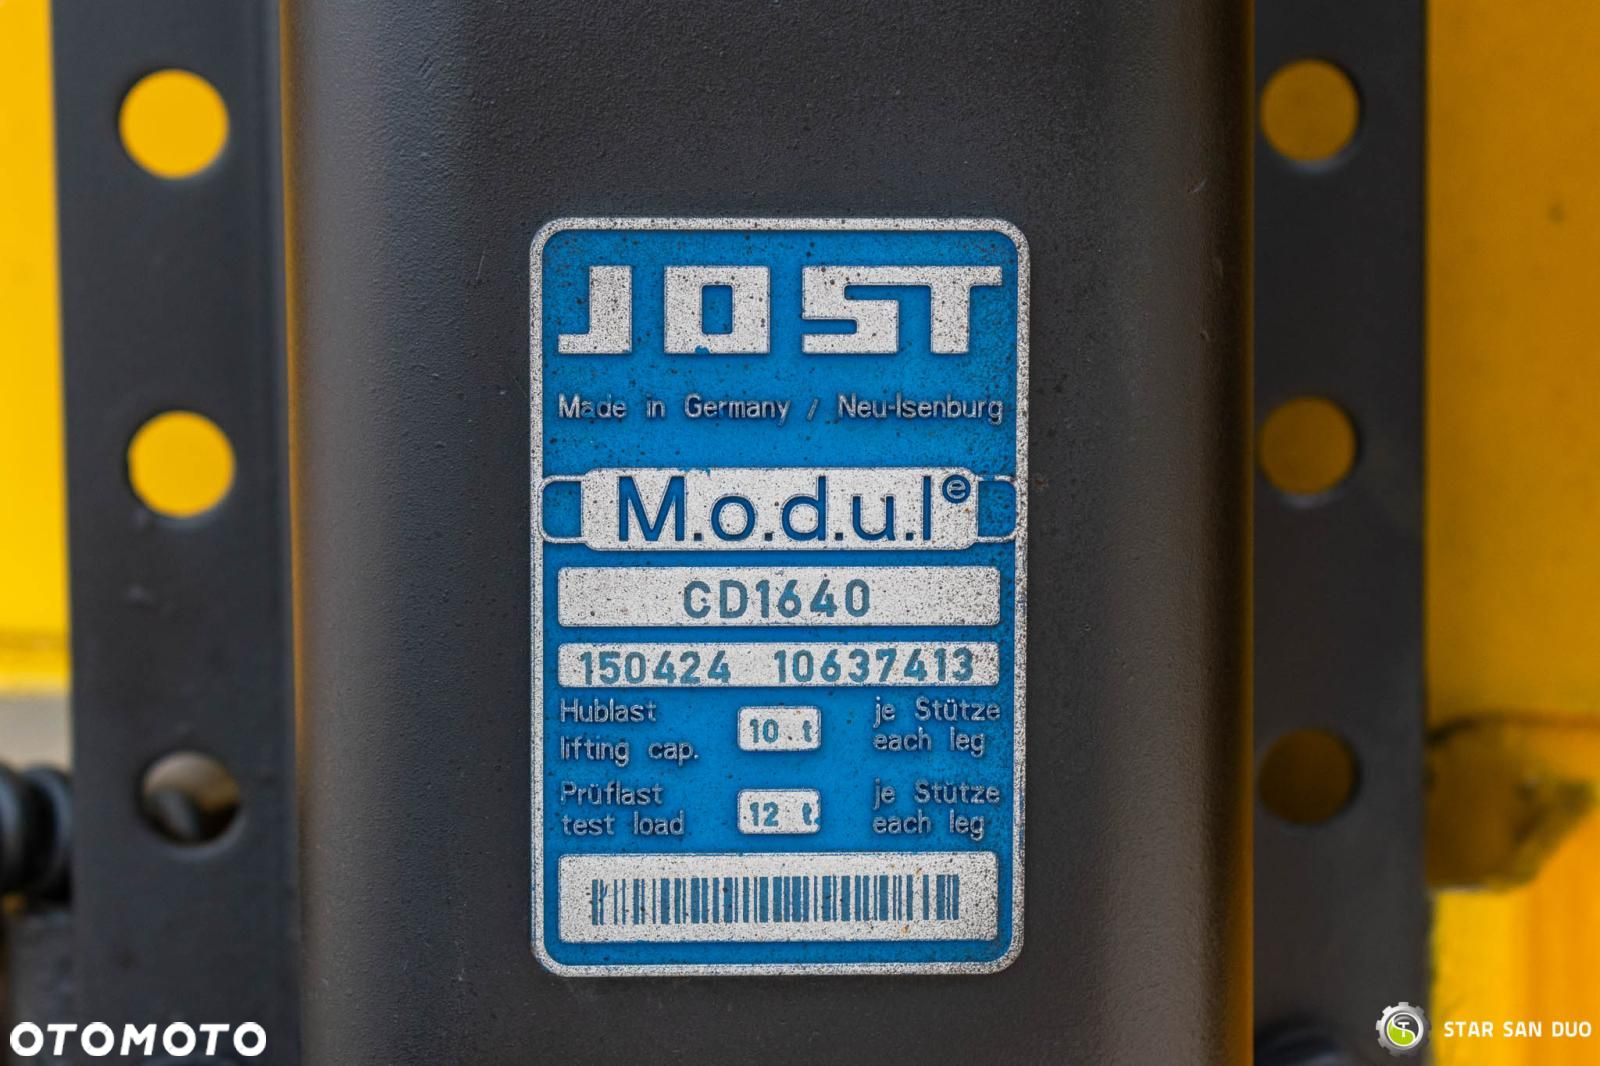 JOST
Made in Germany / Neu-Isenburg
M.o.d.u.l e
CD1640
150424 10637413
Hublast
lifting cap.
10 t
je Stütze
each leg
Prüflast
test load
12 t
je Stütze
each leg
OTOMOTO
STAR SAN DUO